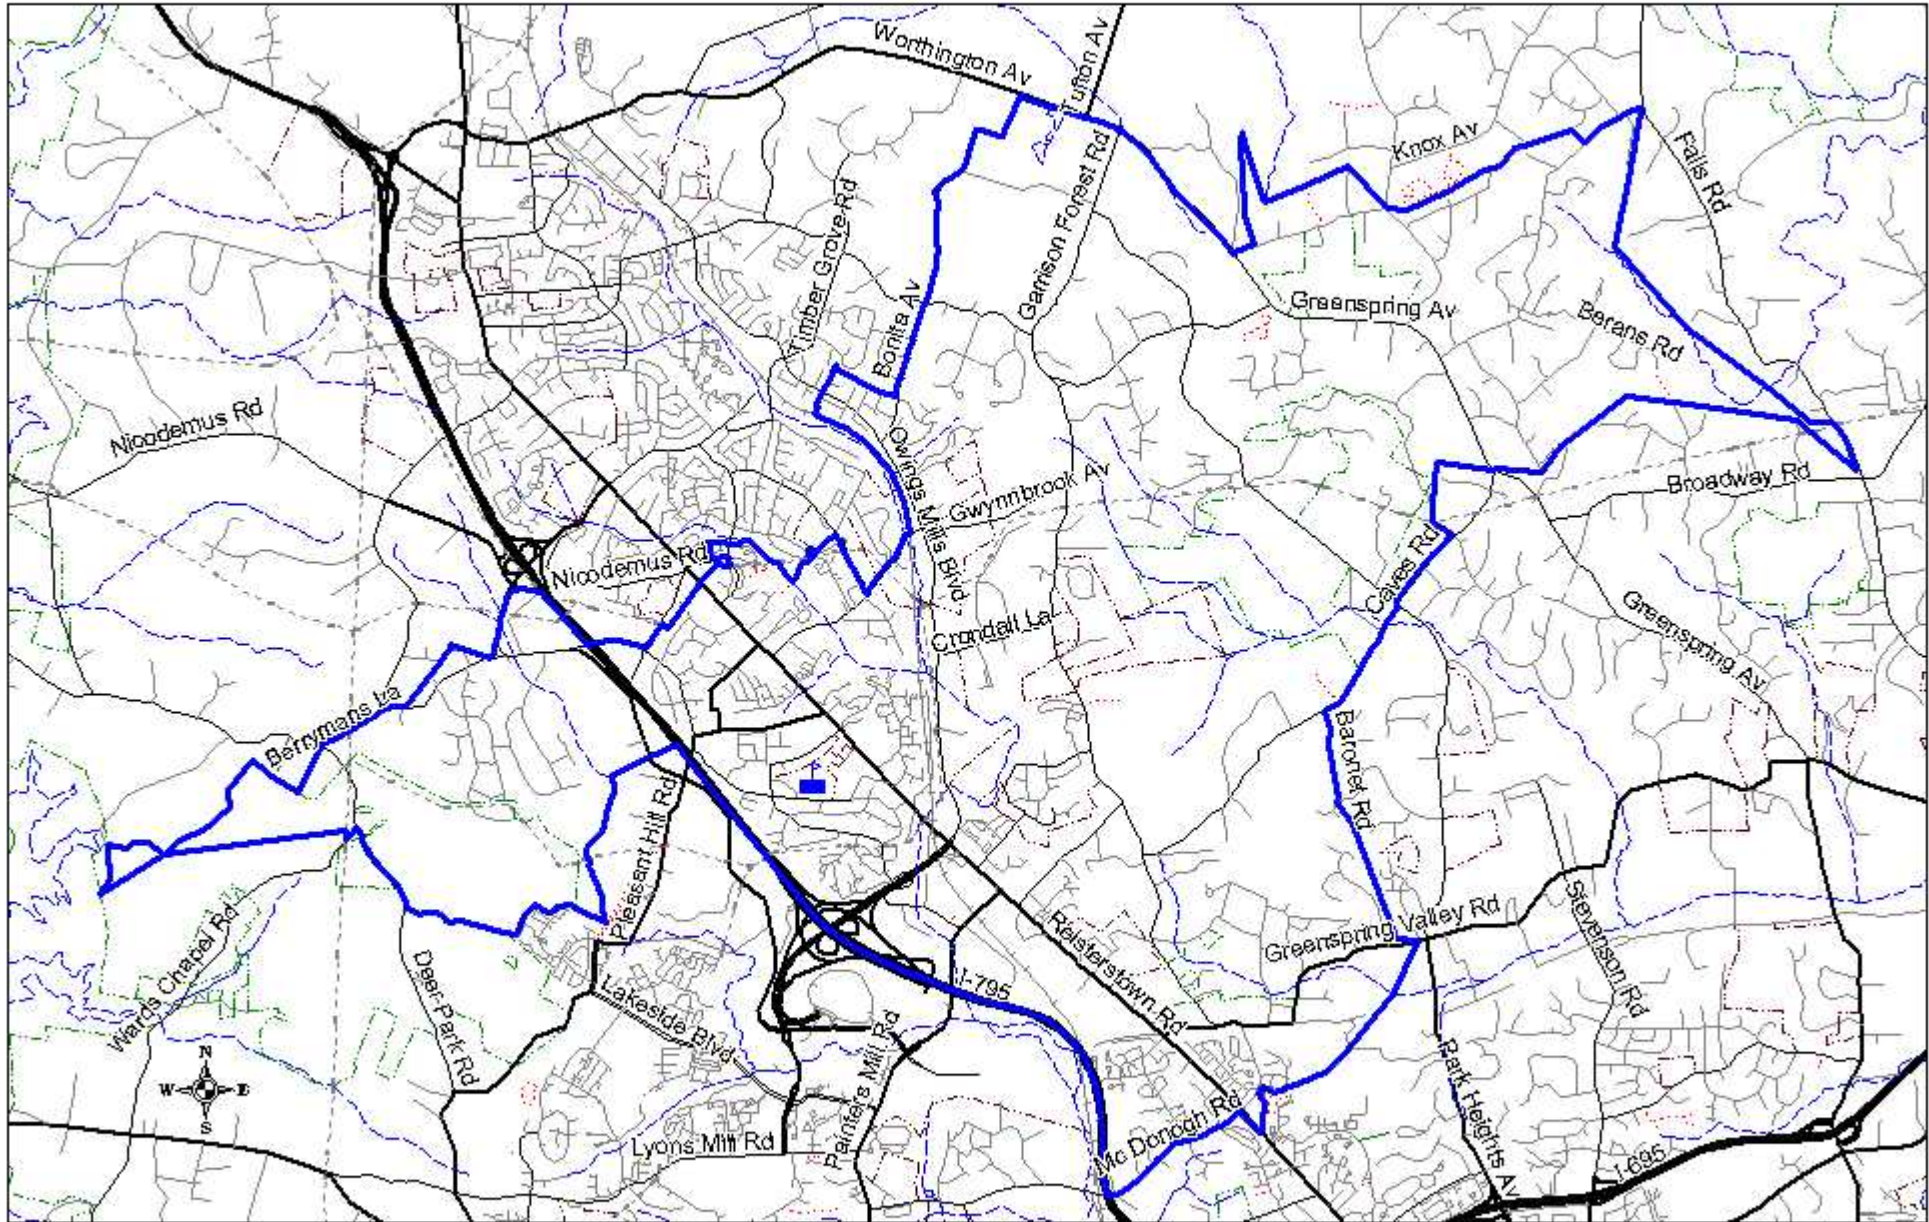 Worthington Av
Tufton Av
Knox Av
Falls Rd
Garrison Forest Rd
Timber Grove Rd
Bonita Av
Greenspring Av
Berans Rd
Nicodemus Rd
Owings Mills Blvd
Gwynnbrook Av
Broadway Rd
Nicodemus Rd
Caves Rd
Crondall La
Greenspring Av
Berrymans La
Baronet Rd
Pleasant Hill Rd
Wards Chapel Rd
Deer Park Rd
Greenspring Valley Rd
Stevenson Rd
Reisterstown Rd
I-795
Lakeside Blvd
Painters Mill Rd
N
W E
S
Park Heights Av
Mc Donogh Rd
Lyons Mill Rd
I-695